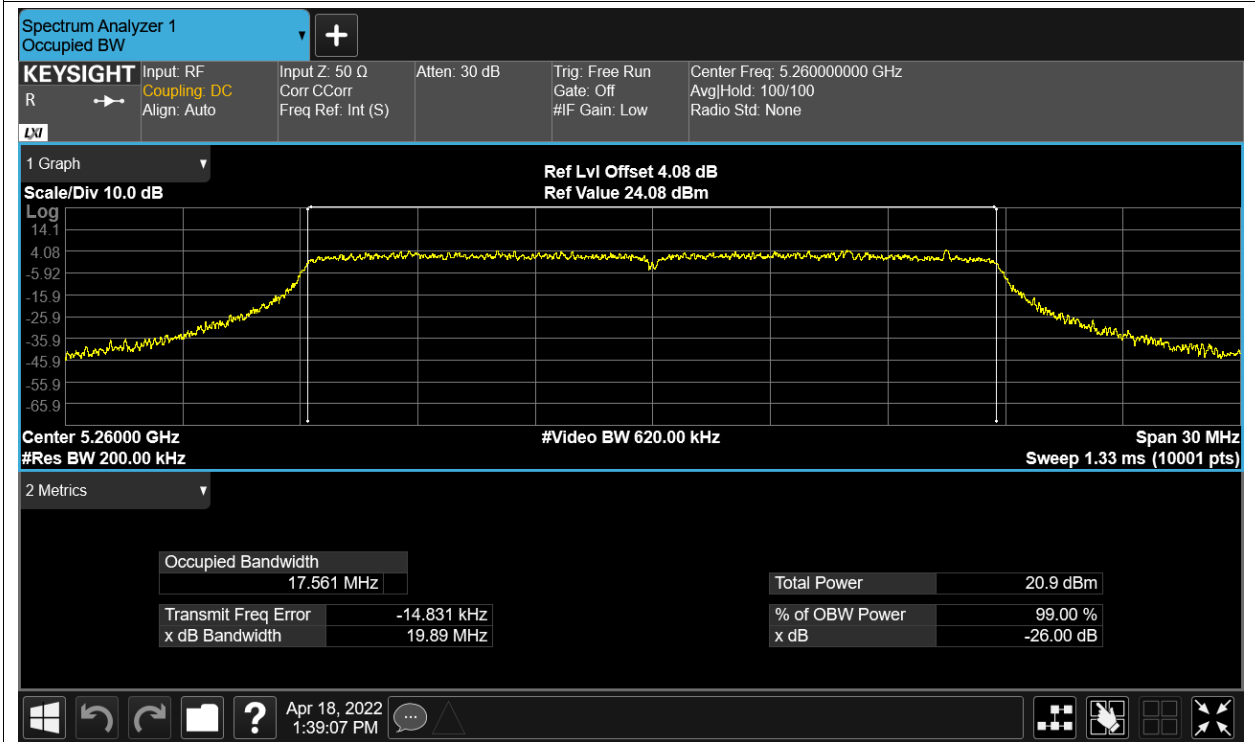 Spectrum Analyzer 1
Occupied BW
+
KEYSIGHT
R
LXI
Input: RF
Coupling: DC
Align: Auto
Input Z: 50 Ω
Corr CCorr
Freq Ref: Int (S)
Atten: 30 dB
Trig: Free Run
Gate: Off
#IF Gain: Low
Center Freq: 5.260000000 GHz
Avg|Hold: 100/100
Radio Std: None
1 Graph
Scale/Div 10.0 dB
Ref Lvl Offset 4.08 dB
Ref Value 24.08 dBm
Log
14.1
4.08
-5.92
-15.9
-25.9
-35.9
-45.9
-55.9
-65.9
Center 5.26000 GHz
#Video BW 620.00 kHz
Span 30 MHz
#Res BW 200.00 kHz
Sweep 1.33 ms (10001 pts)
2 Metrics
Occupied Bandwidth
17.561 MHz
Transmit Freq Error -14.831 kHz
x dB Bandwidth 19.89 MHz
Total Power 20.9 dBm
% of OBW Power 99.00 %
x dB -26.00 dB
?
Apr 18, 2022
1:39:07 PM